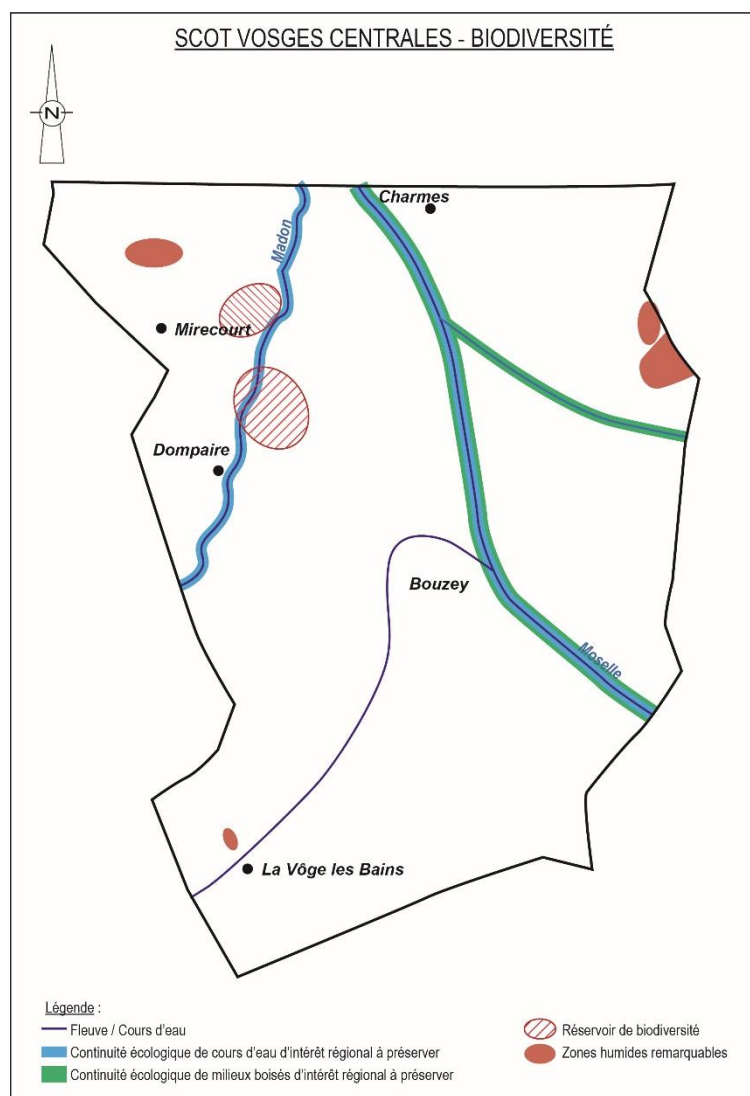 SCOT VOSGES CENTRALES - BIODIVERSITÉ
N
Charmes
Madon
Mirecourt
Dompaire
Bouzey
Moselle
La Vôge les Bains
Légende :
Fleuve / Cours d'eau
Continuité écologique de cours d'eau d'intérêt régional à préserver
Continuité écologique de milieux boisés d'intérêt régional à préserver
Réservoir de biodiversité
Zones humides remarquables